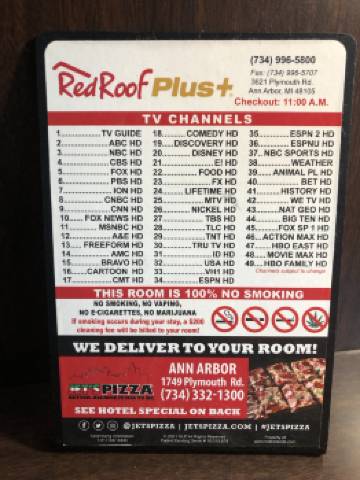 RedRoof Plus+
(734) 996-5800
Fax: (734) 996-5707
3621 Plymouth Rd.
Ann Arbor, MI 48105
Checkout: 11:00 A.M.
TV CHANNELS
1 TV GUIDE
2 ABC HD
3 NBC HD
4 CBS HD
5 FOX HD
6 PBS HD
7 ION HD
8 CNBC HD
9 CNN HD
10 FOX NEWS HD
11 MSNBC HD
12 A&E HD
13 FREEFORM HD
14 AMC HD
15 BRAVO HD
16 CARTOON HD
17 CMT HD
18 COMEDY HD
19 DISCOVERY HD
20 DISNEY HD
21 E! HD
22 FOOD HD
23 FX HD
24 LIFETIME HD
25 MTV HD
26 NICKEL HD
27 TBS HD
28 TLC HD
29 TNT HD
30 TRU TV HD
31 ID HD
32 USA HD
33 VH1 HD
34 ESPN HD
35 ESPN 2 HD
36 ESPNU HD
37 NBC SPORTS HD
38 WEATHER
39 ANIMAL PL HD
40 BET HD
41 HISTORY HD
42 WE TV HD
43 NAT GEO HD
44 BIG TEN HD
45 FOX SP 1 HD
46 ACTION MAX HD
47 HBO EAST HD
48 MOVIE MAX HD
49 HBO FAMILY HD
Channels subject to change
THIS ROOM IS 100% NO SMOKING
NO SMOKING, NO VAPING,
NO E-CIGARETTES, NO MARIJUANA
If smoking occurs during your stay, a $200
cleaning fee will be billed to your room!
WE DELIVER TO YOUR ROOM!
JET'S PIZZA
ANN ARBOR
1749 Plymouth Rd.
(734) 332-1300
SEE HOTEL SPECIAL ON BACK
@JETSPIZZA | JETSPIZZA.COM | #JETSPIZZA